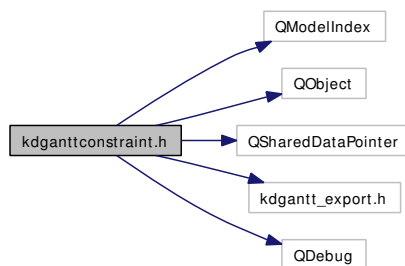 QModelIndex
QObject
kdganttconstraint.h
QSharedDataPointer
kdgantt_export.h
QDebug